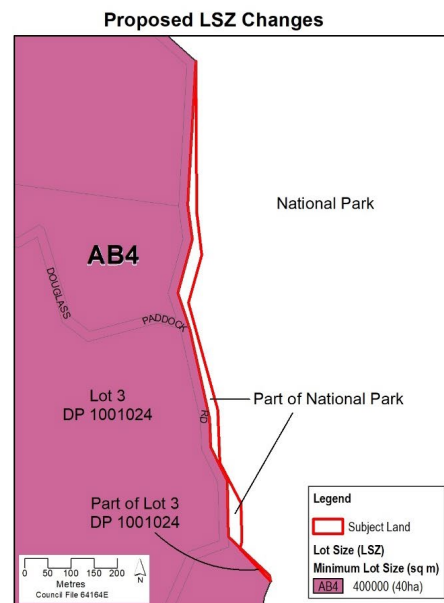 Proposed LSZ Changes
National Park
AB4
DOUGLASS
PADDOCK
RD
Lot 3
DP 1001024
Part of National Park
Part of Lot 3
DP 1001024
0 50 100 150 200
Metres
Council File 64164E
N
Legend
Subject Land
Lot Size (LSZ)
Minimum Lot Size (sq m)
AB4 400000 (40ha)